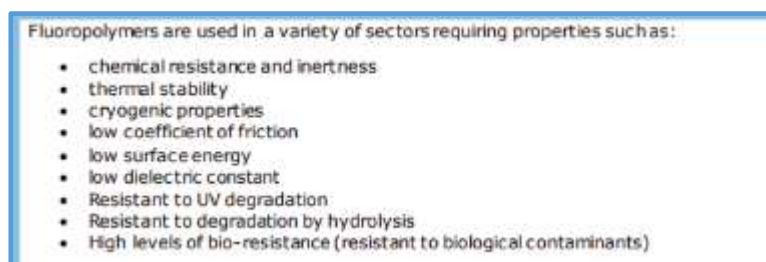 Fluoropolymers are used in a variety of sectors requiring properties such as:
• chemical resistance and inertness
• thermal stability
• cryogenic properties
• low coefficient of friction
• low surface energy
• low dielectric constant
• Resistant to UV degradation
• Resistant to degradation by hydrolysis
• High levels of bio-resistance (resistant to biological contaminants)